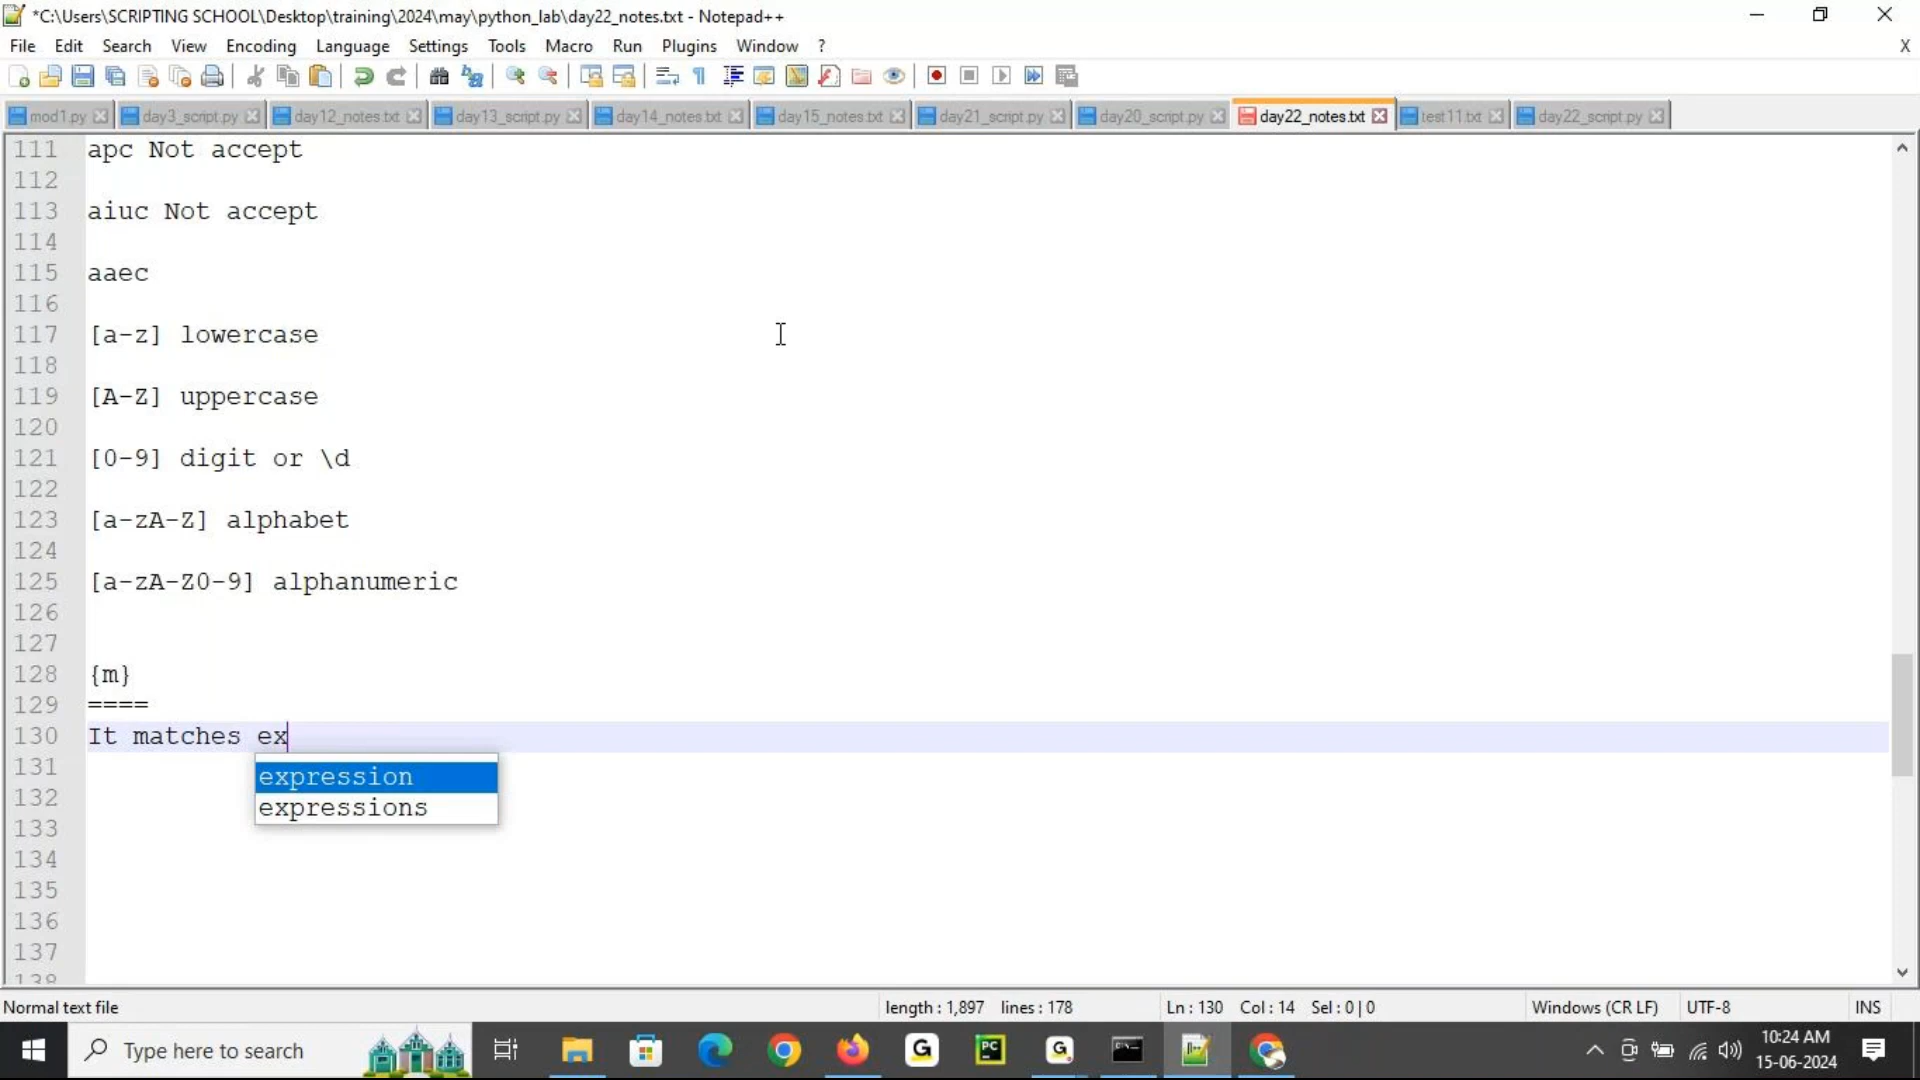 *C:\Users\SCRIPTING SCHOOL\Desktop\training\2024\may\python_lab\day22_notes.txt - Notepad++
File Edit Search View Encoding Language Settings Tools Macro Run Plugins Window ? X
mod1.py day3_script.py day12_notes.txt day13_script.py day14_notes.txt day15_notes.txt day21_script.py day20_script.py day22_notes.txt test11.txt day22_script.py
111 apc Not accept
112
113 aiuc Not accept
114
115 aaec
116
117 [a-z] lowercase
118
119 [A-Z] uppercase
120
121 [0-9] digit or \d
122
123 [a-zA-Z] alphabet
124
125 [a-zA-Z0-9] alphanumeric
126
127
128 {m}
129 ====
130 It matches ex
131 expression
132 expressions
133
134
135
136
137
138
Normal text file length : 1,897 lines : 178 Ln : 130 Col : 14 Sel : 0 | 0 Windows (CR LF) UTF-8 INS
Type here to search 10:24 AM
15-06-2024